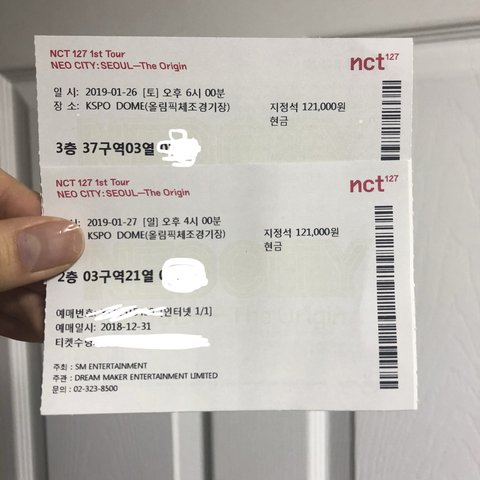 NCT 127 1st Tour
NEO CITY:SEOUL—The Origin
nct127
일 시: 2019-01-26 [토] 오후 6시 00분
장 소: KSPO DOME(올림픽체조경기장)
지정석 121,000원
현금
3층 37구역03열
NCT 127 1st Tour
NEO CITY:SEOUL—The Origin
nct127
2019-01-27 [일] 오후 4시 00분
KSPO DOME(올림픽체조경기장)
지정석 121,000원
현금
2층 03구역21열
예매번호: 인터넷 1/1]
예매일시: 2018-12-31
티켓수령
주최 : SM ENTERTAINMENT
주관 : DREAM MAKER ENTERTAINMENT LIMITED
문의 : 02-323-8500